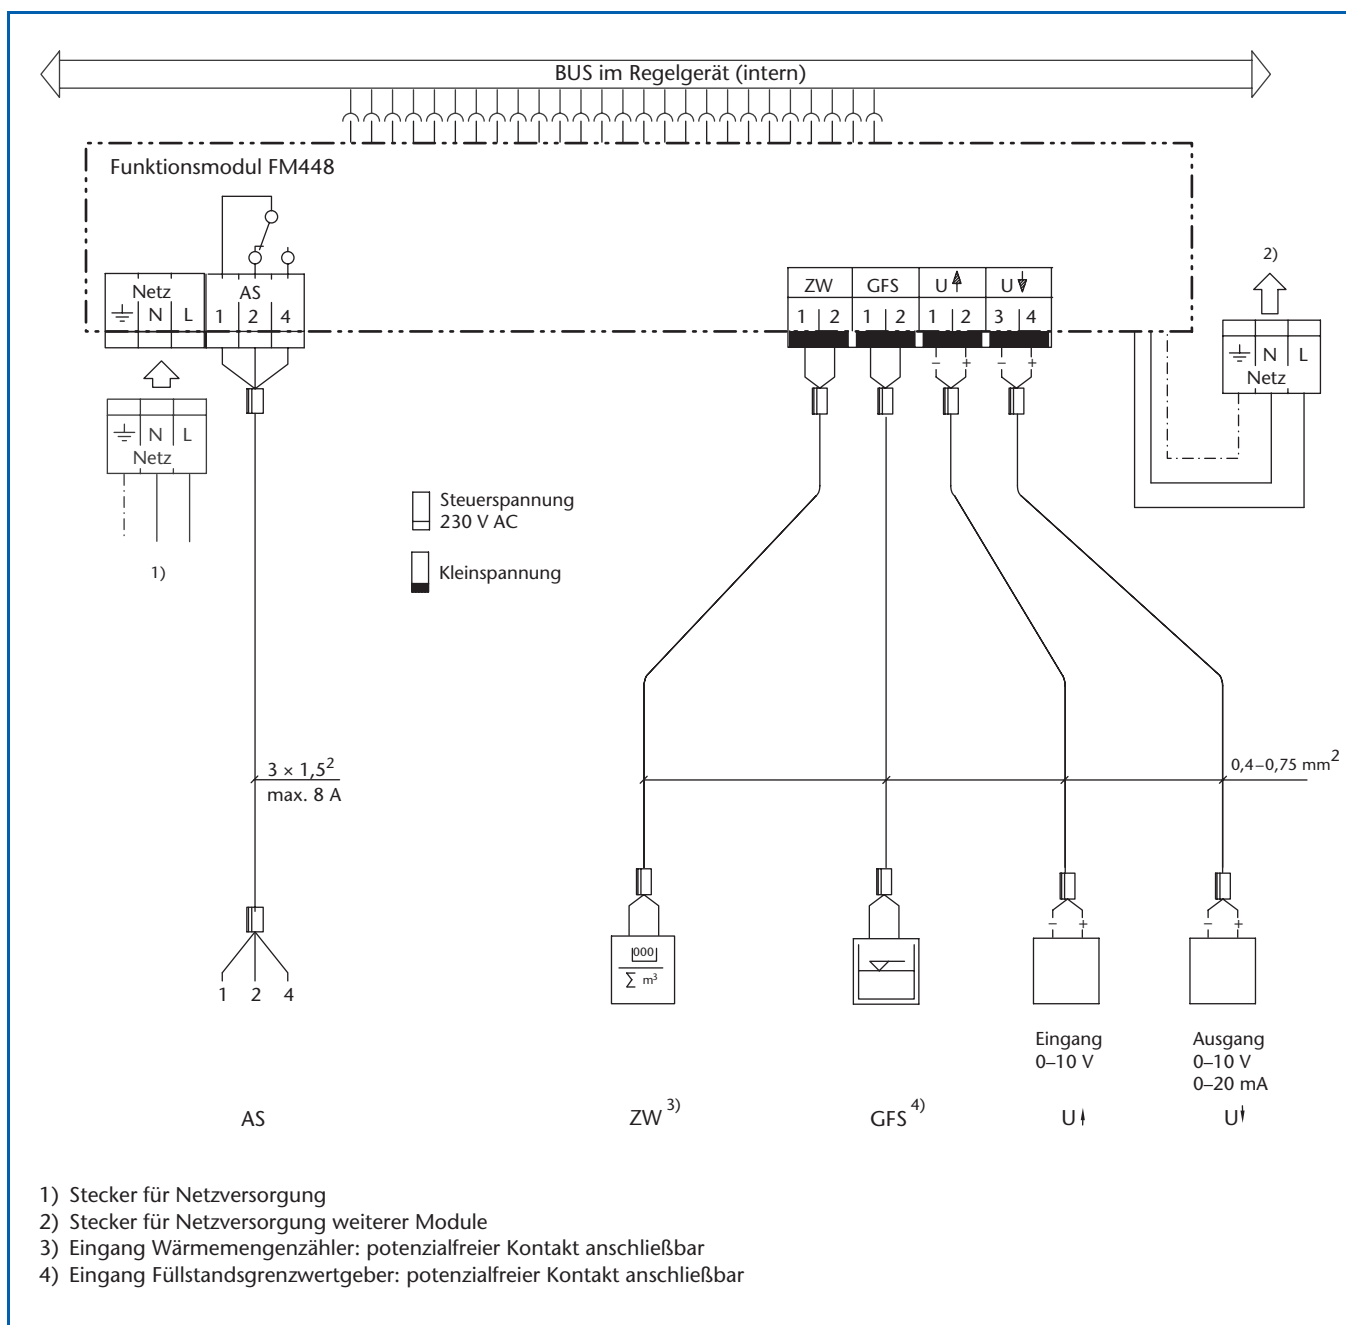 BUS im Regelgerät (intern)
Funktionsmodul FM448
Netz
N L
AS
1 2 4
ZW GFS U U
1 2 1 2 1 2 3 4
− + − +
2)
N L
Netz
N L
Netz
1)
Steuerspannung
230 V AC
Kleinspannung
3 × 1,5²
max. 8 A
0,4–0,75 mm²
1 2 4
000
∑ m³
− + − +
Eingang
0–10 V
Ausgang
0–10 V
0–20 mA
AS ZW 3) GFS 4) U U
1) Stecker für Netzversorgung
2) Stecker für Netzversorgung weiterer Module
3) Eingang Wärmemengenzähler: potenzialfreier Kontakt anschließbar
4) Eingang Füllstandsgrenzwertgeber: potenzialfreier Kontakt anschließbar